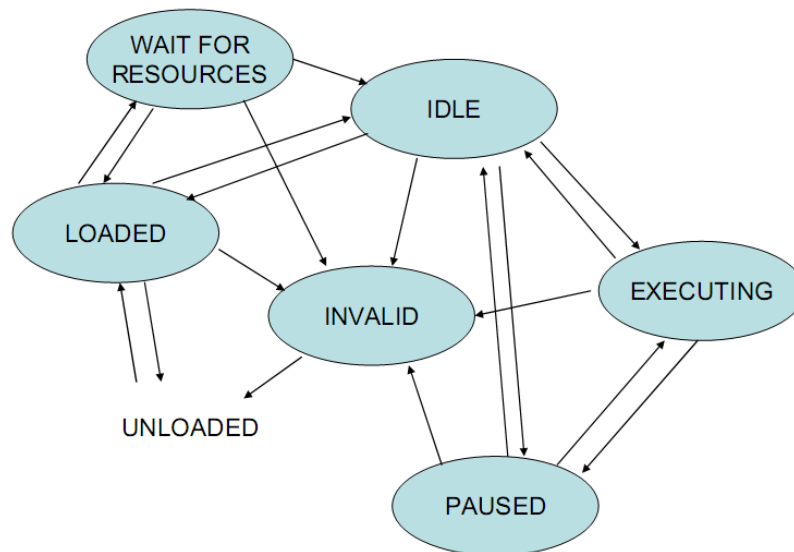 WAIT FOR
RESOURCES
IDLE
LOADED
EXECUTING
INVALID
UNLOADED
PAUSED